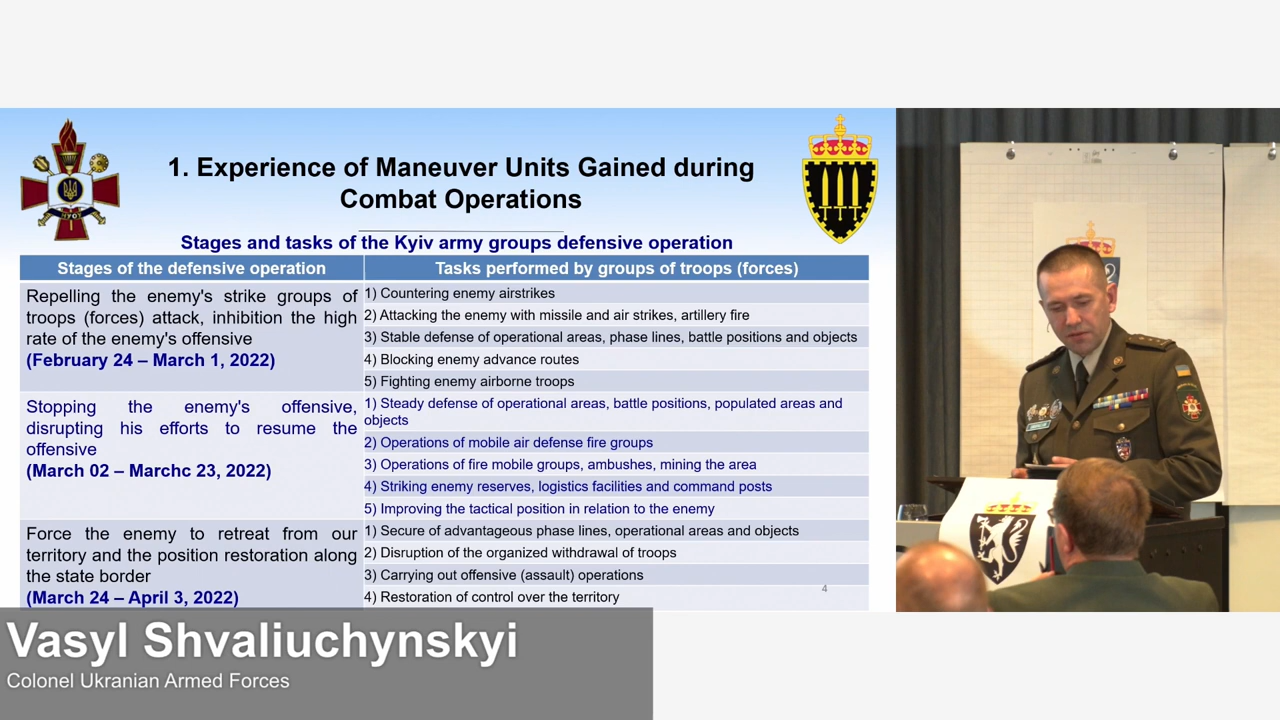 1. Experience of Maneuver Units Gained during
Combat Operations
Stages and tasks of the Kyiv army groups defensive operation
Stages of the defensive operation
Tasks performed by groups of troops (forces)
Repelling the enemy's strike groups of
troops (forces) attack, inhibition the high
rate of the enemy's offensive
(February 24 – March 1, 2022)
1) Countering enemy airstrikes
2) Attacking the enemy with missile and air strikes, artillery fire
3) Stable defense of operational areas, phase lines, battle positions and objects
4) Blocking enemy advance routes
5) Fighting enemy airborne troops
Stopping the enemy's offensive,
disrupting his efforts to resume the
offensive
(March 02 – Marchc 23, 2022)
1) Steady defense of operational areas, battle positions, populated areas and
objects
2) Operations of mobile air defense fire groups
3) Operations of fire mobile groups, ambushes, mining the area
4) Striking enemy reserves, logistics facilities and command posts
5) Improving the tactical position in relation to the enemy
Force the enemy to retreat from our
territory and the position restoration along
the state border
(March 24 – April 3, 2022)
1) Secure of advantageous phase lines, operational areas and objects
2) Disruption of the organized withdrawal of troops
3) Carrying out offensive (assault) operations
4) Restoration of control over the territory
4
Vasyl Shvaliuchynskyi
Colonel Ukranian Armed Forces